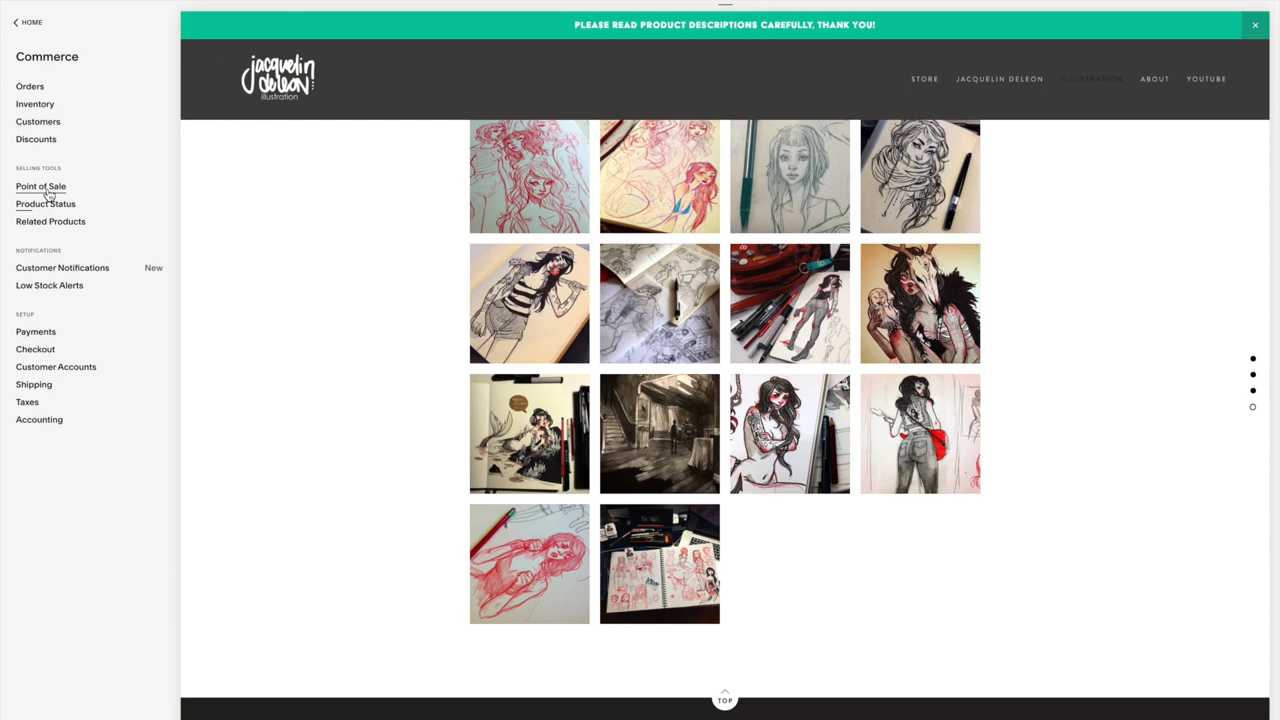 HOME
Commerce
Orders
Inventory
Customers
Discounts
SELLING TOOLS
Point of Sale
Product Status
Related Products
NOTIFICATIONS
Customer Notifications New
Low Stock Alerts
SETUP
Payments
Checkout
Customer Accounts
Shipping
Taxes
Accounting
PLEASE READ PRODUCT DESCRIPTIONS CAREFULLY, THANK YOU!
jacquelin
deleon
illustration
STORE JACQUELIN DELEON ILLUSTRATION ABOUT YOUTUBE
TOP